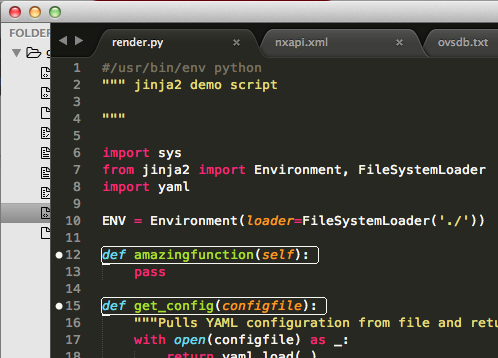 FOLDER
render.py × nxapi.xml × ovsdb.txt
1 #/usr/bin/env python
2 """ jinja2 demo script
3
4 """
5
6 import sys
7 from jinja2 import Environment, FileSystemLoader
8 import yaml
9
10 ENV = Environment(loader=FileSystemLoader('./'))
11
12 def amazingfunction(self):
13 pass
14
15 def get_config(configfile):
16 """Pulls YAML configuration from file and retu
17 with open(configfile) as _:
18 return yaml.load(_)